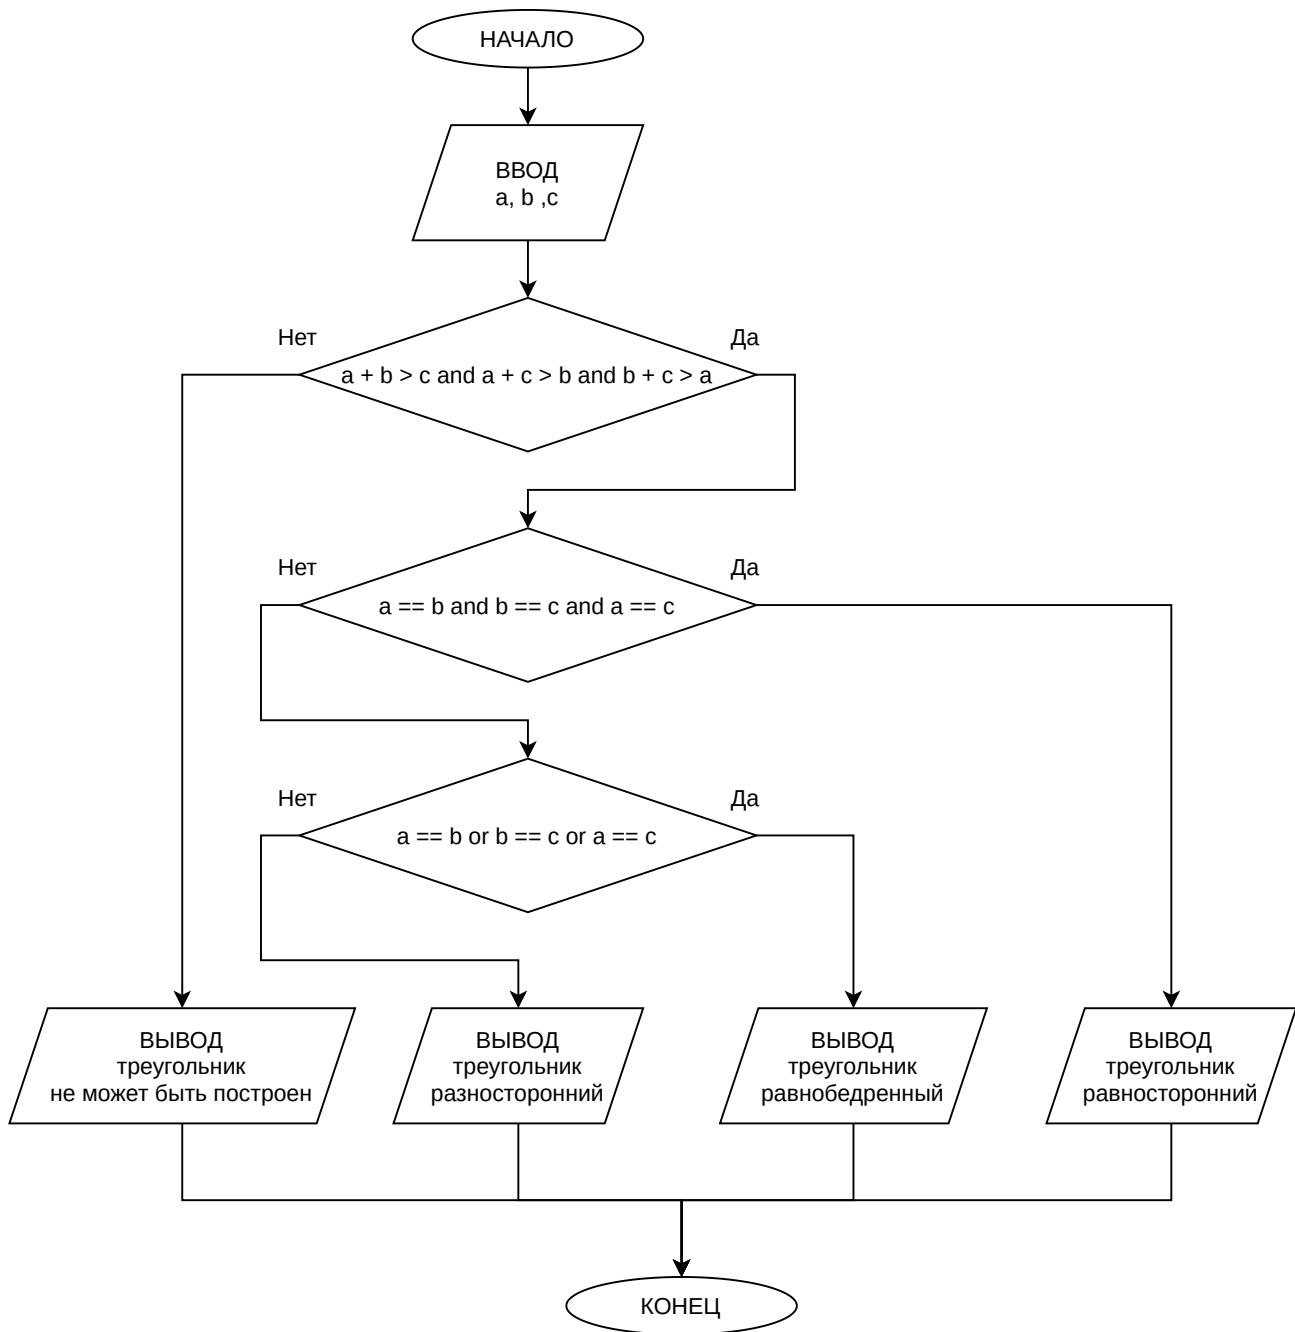 НАЧАЛО
ВВОД
a, b ,c
Нет
Да
a + b > c and a + c > b and b + c > a
Нет
Да
a == b and b == c and a == c
Нет
Да
a == b or b == c or a == c
ВЫВОД
треугольник
не может быть построен
ВЫВОД
треугольник
разносторонний
ВЫВОД
треугольник
равнобедренный
ВЫВОД
треугольник
равносторонний
КОНЕЦ